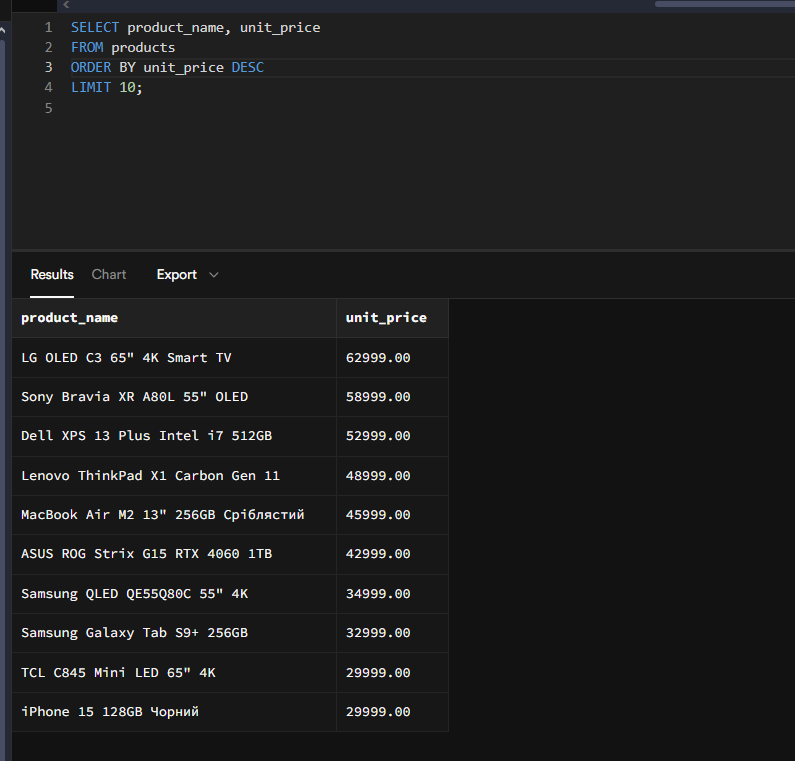 1 SELECT product_name, unit_price
2 FROM products
3 ORDER BY unit_price DESC
4 LIMIT 10;
5
Results Chart Export
product_name unit_price
LG OLED C3 65" 4K Smart TV 62999.00
Sony Bravia XR A80L 55" OLED 58999.00
Dell XPS 13 Plus Intel i7 512GB 52999.00
Lenovo ThinkPad X1 Carbon Gen 11 48999.00
MacBook Air M2 13" 256GB Сріблястий 45999.00
ASUS ROG Strix G15 RTX 4060 1TB 42999.00
Samsung QLED QE55Q80C 55" 4K 34999.00
Samsung Galaxy Tab S9+ 256GB 32999.00
TCL C845 Mini LED 65" 4K 29999.00
iPhone 15 128GB Чорний 29999.00